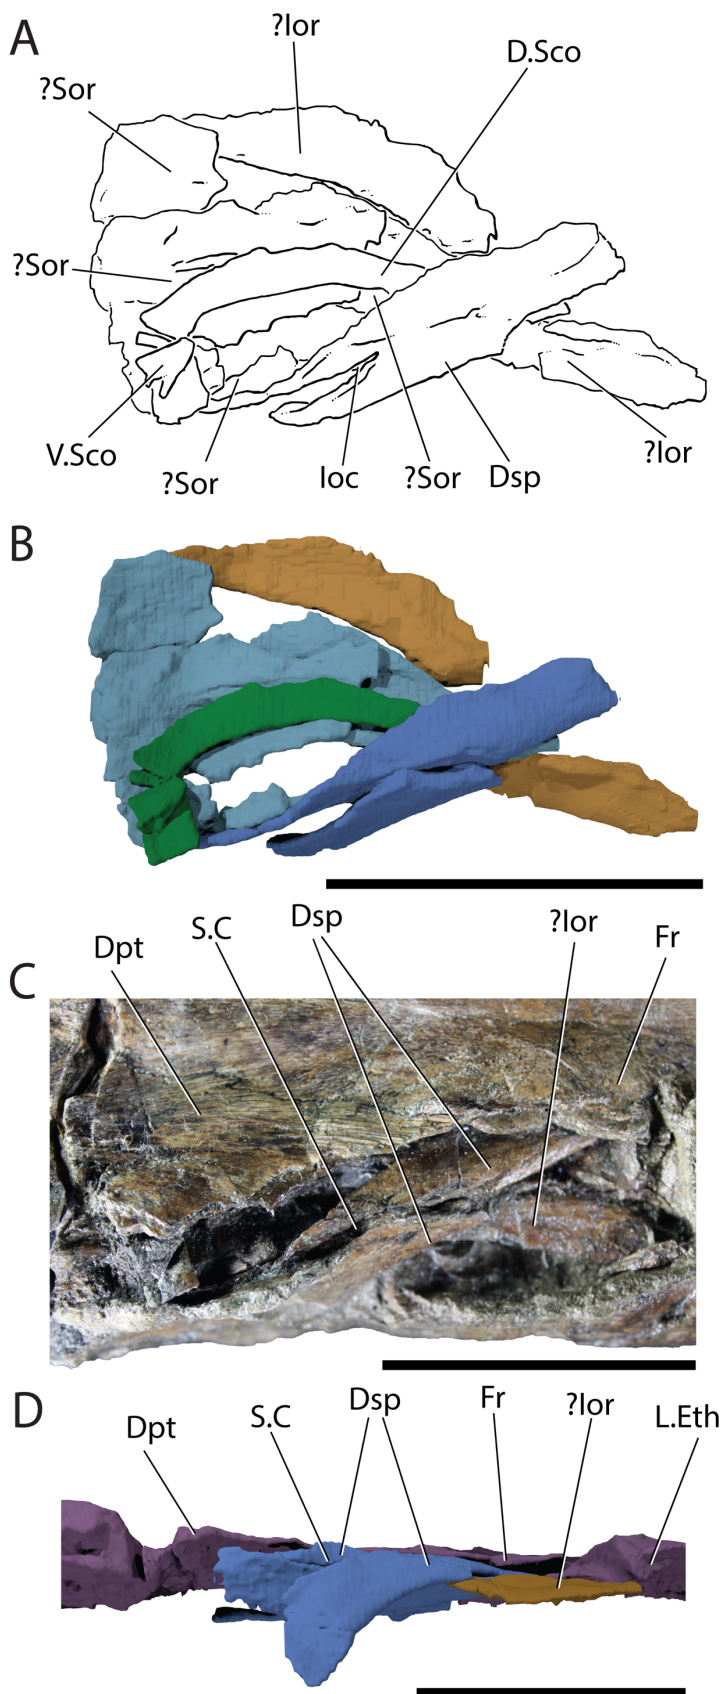 A
?Ior
D.Sco
?Sor
?Sor
V.Sco
?Sor
Ioc
?Sor
Dsp
?Ior
B
C
Dpt
S.C
Dsp
?Ior
Fr
D
Dpt
S.C
Dsp
Fr
?Ior
L.Eth